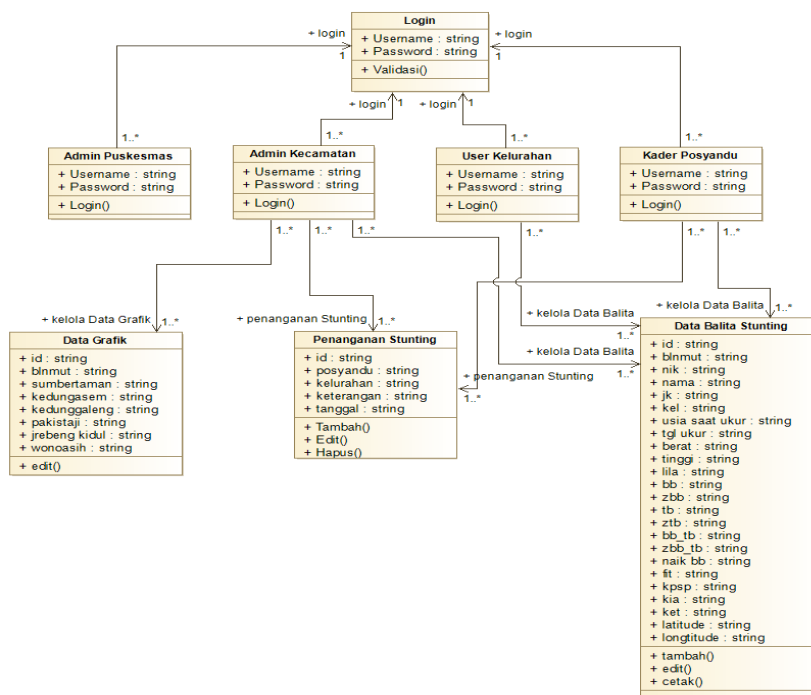 Login
+ Username : string
+ Password : string
+ Validasi()
+ login
1
+ login
1
+ login
1
+ login
1
1..*
1..*
1..*
1..*
Admin Puskesmas
+ Username : string
+ Password : string
+ Login()
Admin Kecamatan
+ Username : string
+ Password : string
+ Login()
User Kelurahan
+ Username : string
+ Password : string
+ Login()
Kader Posyandu
+ Username : string
+ Password : string
+ Login()
1..*
1..*
1..*
1..*
1..*
1..*
+ kelola Data Grafik
1..*
+ penanganan Stunting
1..*
+ kelola Data Balita
1..*
+ kelola Data Balita
1..*
+ kelola Data Balita
1..*
+ penanganan Stunting
1..*
Data Grafik
+ id : string
+ blnmut : string
+ sumbertaman : string
+ kedungasem : string
+ kedunggaleng : string
+ pakistaji : string
+ jrebeng kidul : string
+ wonoasih : string
+ edit()
Penanganan Stunting
+ id : string
+ posyandu : string
+ kelurahan : string
+ keterangan : string
+ tanggal : string
+ Tambah()
+ Edit()
+ Hapus()
Data Balita Stunting
+ id : string
+ blnmut : string
+ nik : string
+ nama : string
+ jk : string
+ kel : string
+ usia saat ukur : string
+ tgl ukur : string
+ berat : string
+ tinggi : string
+ lila : string
+ bb : string
+ zbb : string
+ tb : string
+ ztb : string
+ bb_tb : string
+ zbb_tb : string
+ naik bb : string
+ fit : string
+ kpsp : string
+ kia : string
+ ket : string
+ latitude : string
+ longtitude : string
+ tambah()
+ edit()
+ cetak()